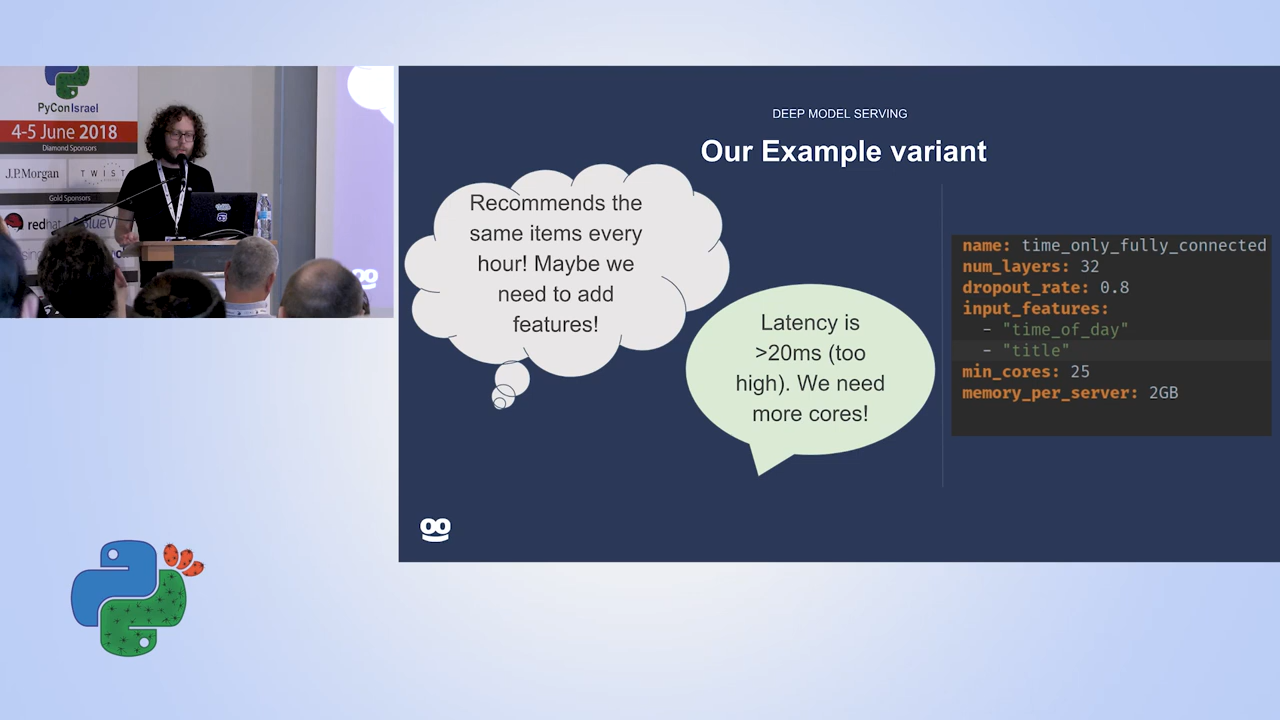 PyConIsrael
4-5 June 2018
Diamond Sponsors
J.P.Morgan
TWIST
Gold Sponsors
redhat
DEEP MODEL SERVING
Our Example variant
Recommends the
same items every
hour! Maybe we
need to add
features!
Latency is
>20ms (too
high). We need
more cores!
name: time_only_fully_connected
num_layers: 32
dropout_rate: 0.8
input_features:
- "time_of_day"
- "title"
min_cores: 25
memory_per_server: 2GB